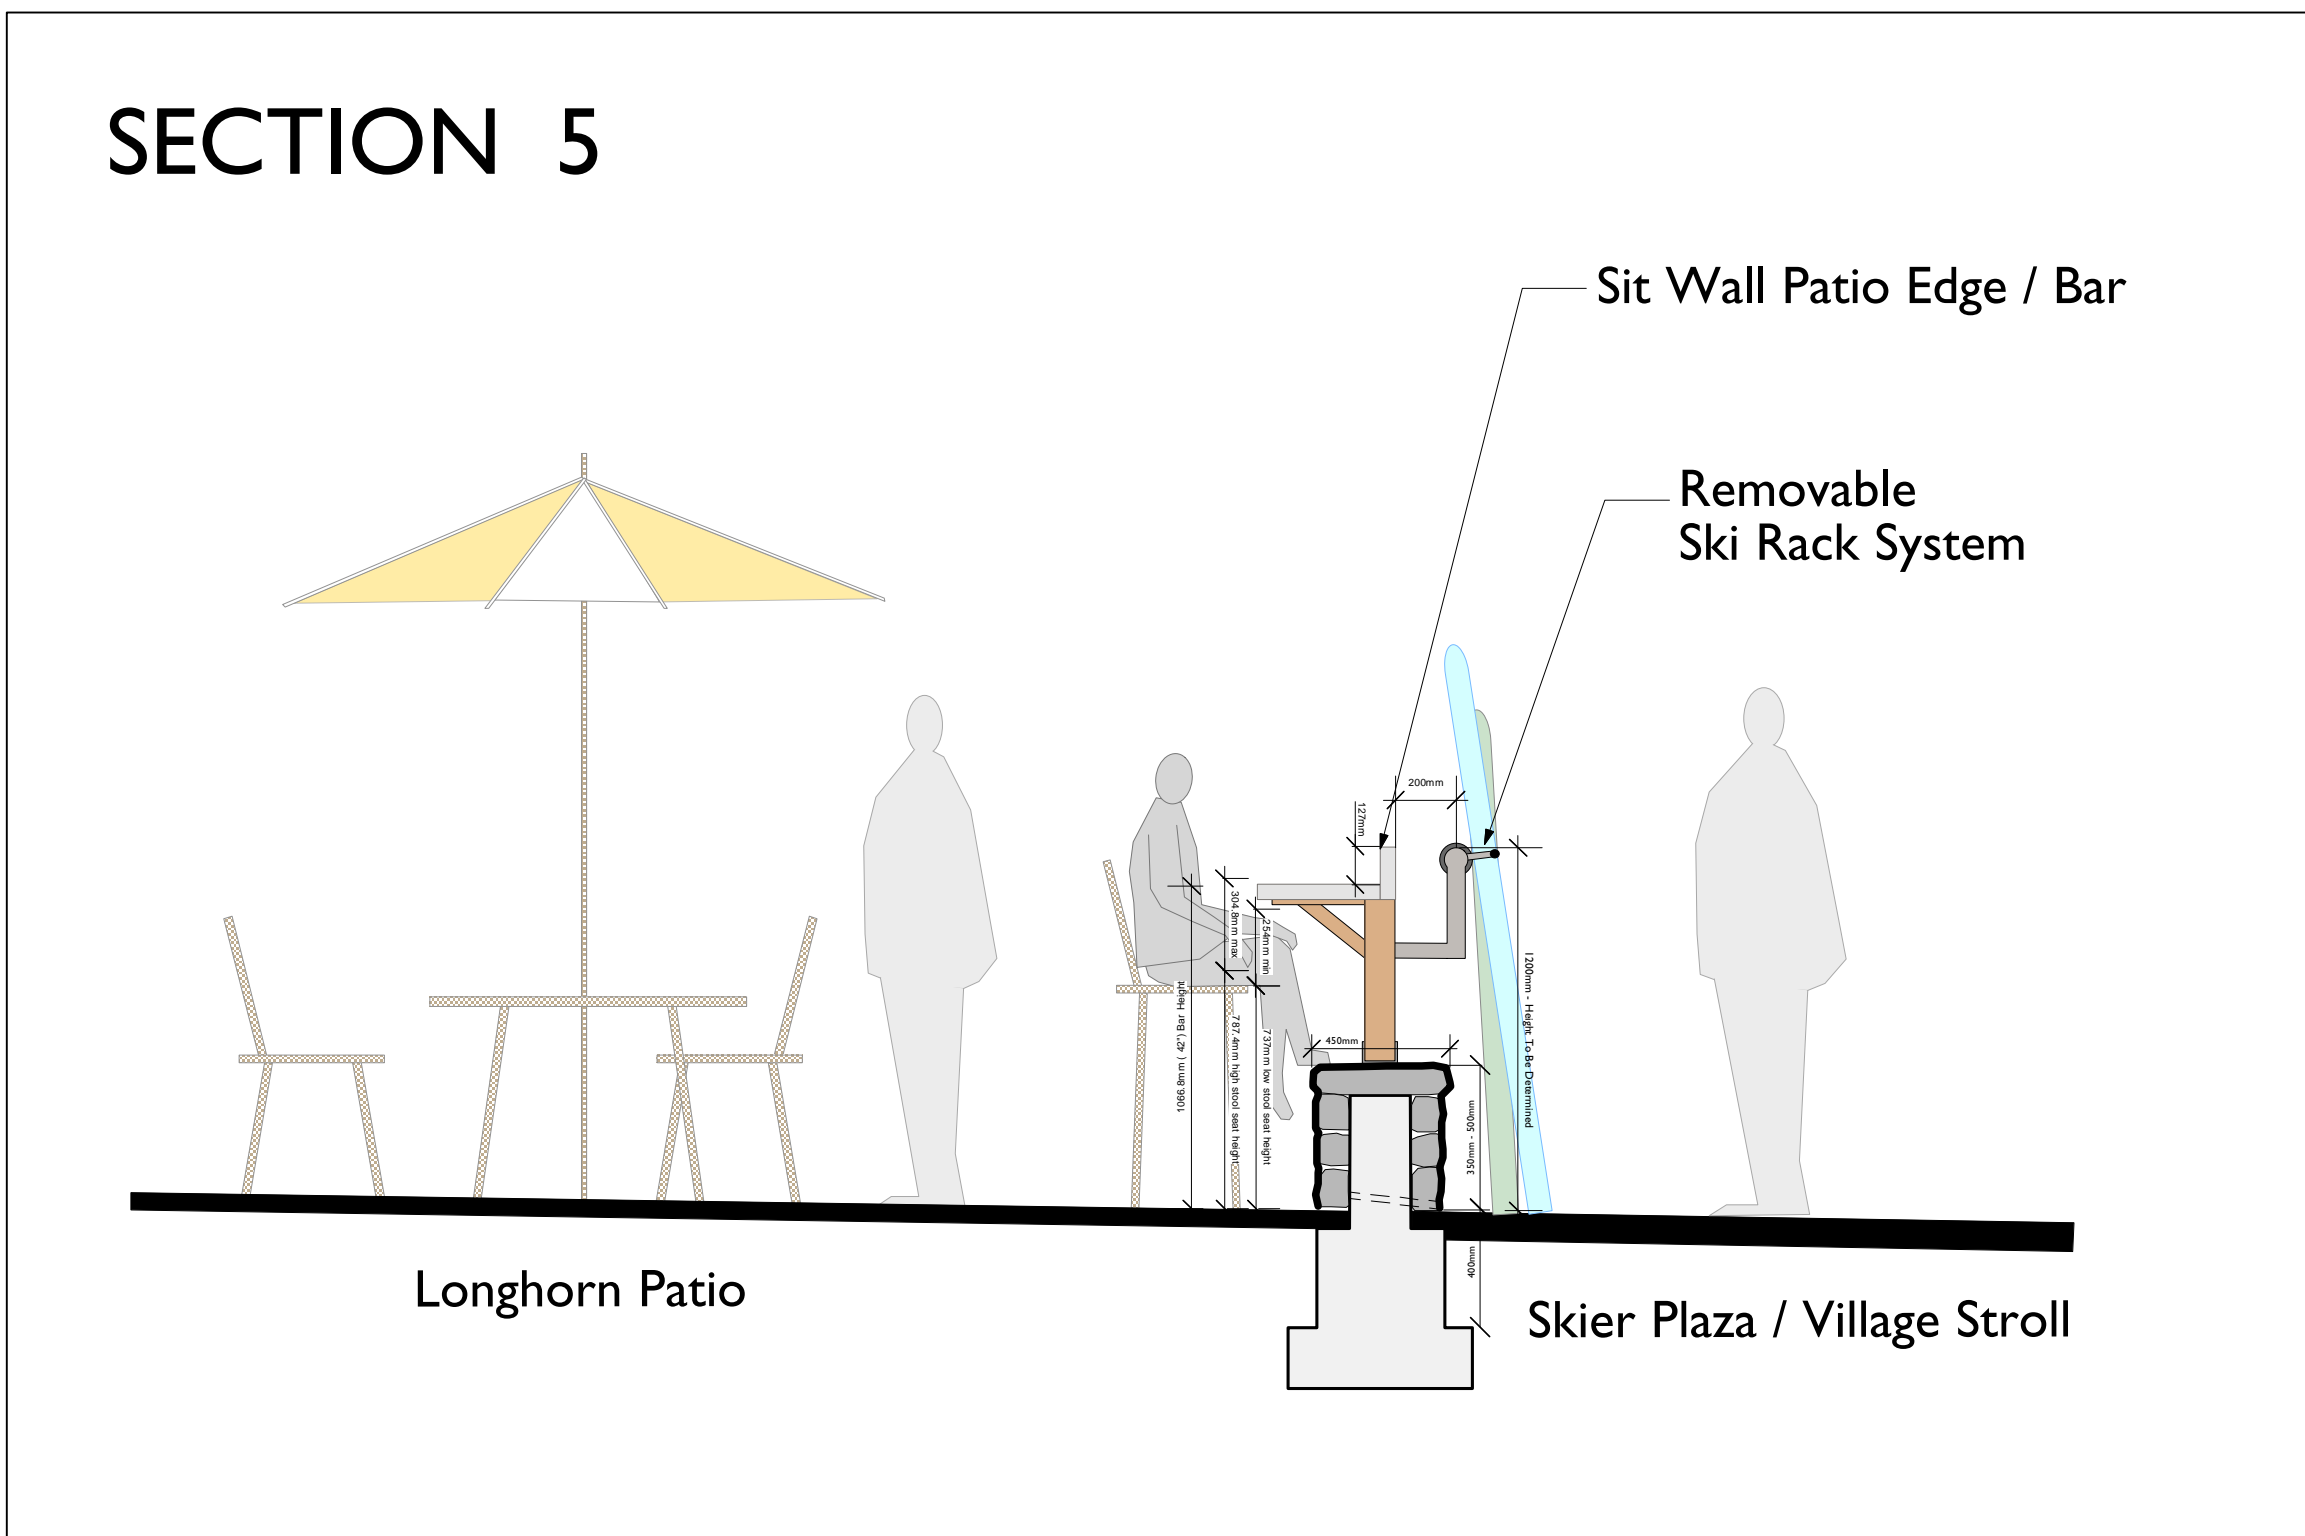 SECTION 5
Sit Wall Patio Edge / Bar
Removable
Ski Rack System
200mm
127mm
304.8mm max
254mm min
1066.8mm ( 42") Bar Height
787.4mm high stool seat height
737mm low stool seat height
450mm
1200mm - Height To Be Determined
350mm - 500mm
400mm
Longhorn Patio
Skier Plaza / Village Stroll